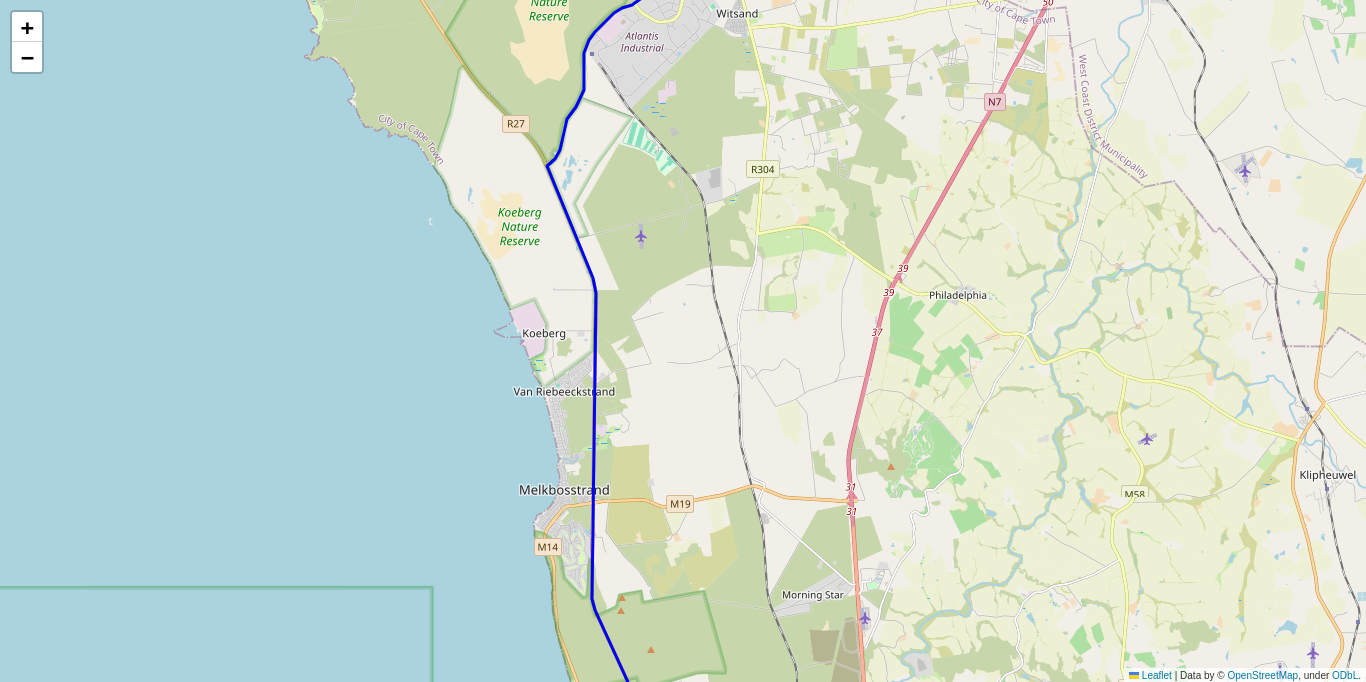 +
−
Nature
Reserve
Witsand
50
City of Cape Town
Atlantis
Industrial
West Coast District Municipality
N7
City of Cape Town
R27
R304
Koeberg
Nature
Reserve
39
39
Philadelphia
37
Koeberg
Van Riebeeckstrand
Klipheuwel
31
Melkbosstrand
M58
M19
31
M14
Morning Star
Leaflet | Data by © OpenStreetMap, under ODbL.